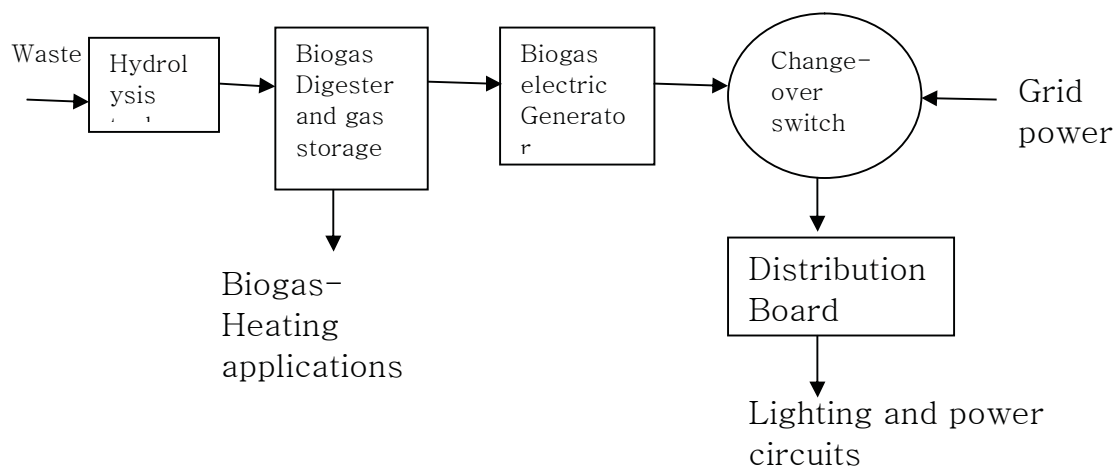 Waste
Hydrol
ysis
Biogas
Digester
and gas
storage
Biogas
electric
Generato
r
Change-
over
switch
Grid
power
Biogas-
Heating
applications
Distribution
Board
Lighting and power
circuits